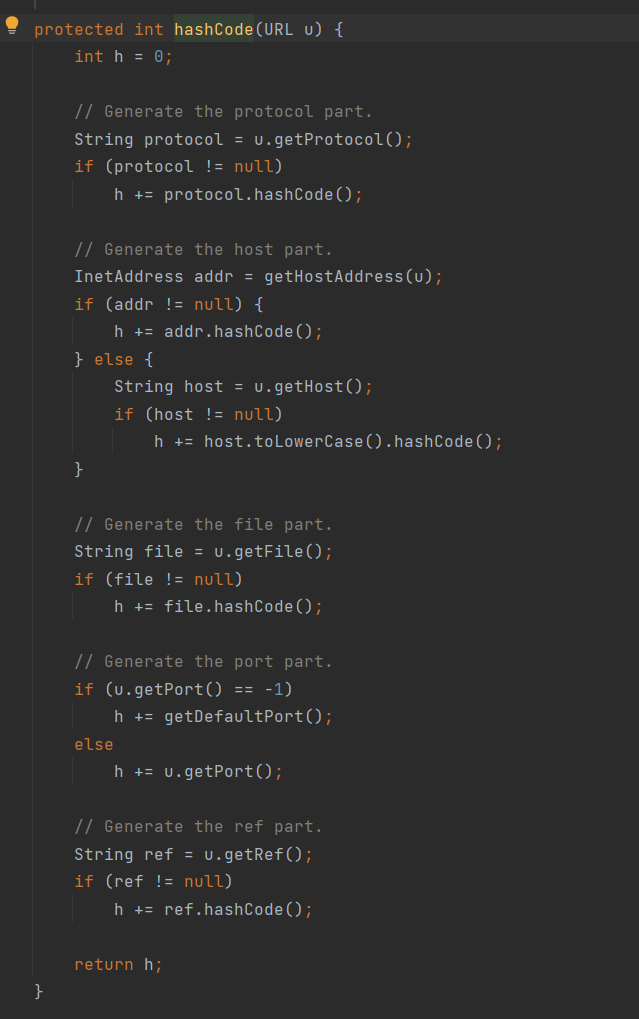 protected int hashCode(URL u) {
    int h = 0;

    // Generate the protocol part.
    String protocol = u.getProtocol();
    if (protocol != null)
        h += protocol.hashCode();

    // Generate the host part.
    InetAddress addr = getHostAddress(u);
    if (addr != null) {
        h += addr.hashCode();
    } else {
        String host = u.getHost();
        if (host != null)
            h += host.toLowerCase().hashCode();
    }

    // Generate the file part.
    String file = u.getFile();
    if (file != null)
        h += file.hashCode();

    // Generate the port part.
    if (u.getPort() == -1)
        h += getDefaultPort();
    else
        h += u.getPort();

    // Generate the ref part.
    String ref = u.getRef();
    if (ref != null)
        h += ref.hashCode();

    return h;
}